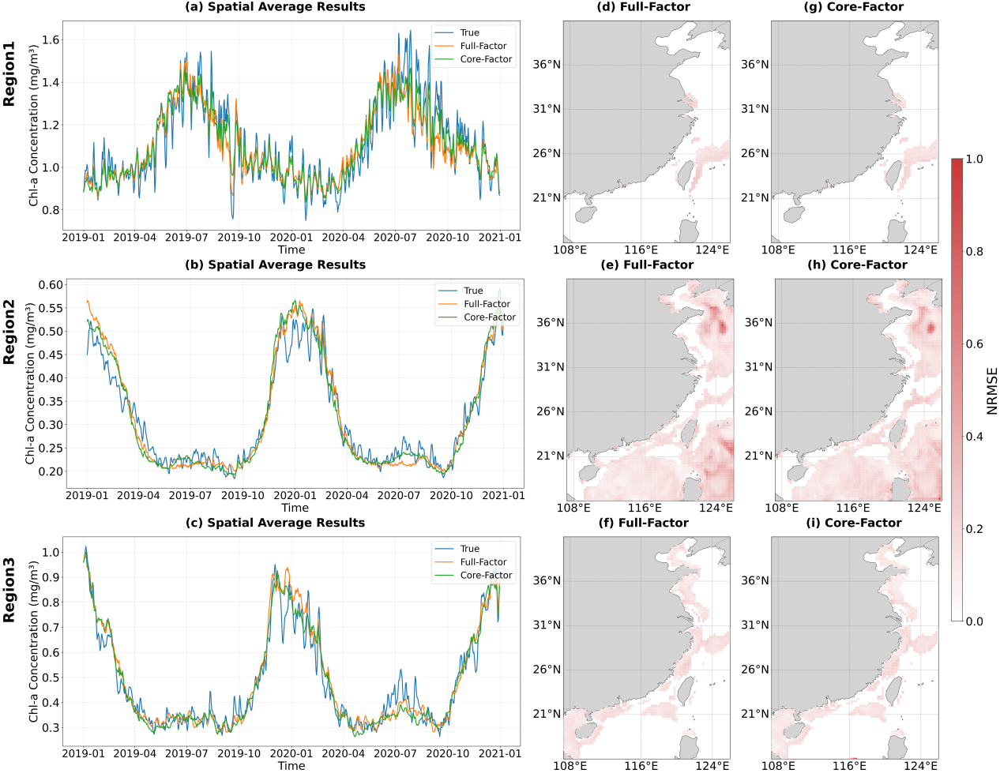 (a) Spatial Average Results
(d) Full-Factor
(g) Core-Factor
Region1
Chl-a Concentration (mg/m³)
1.6
1.4
1.2
1.0
0.8
True
Full-Factor
Core-Factor
2019-01 2019-04 2019-07 2019-10 2020-01 2020-04 2020-07 2020-10 2021-01
Time
36°N
31°N
26°N
21°N
108°E 116°E 124°E
36°N
31°N
26°N
21°N
108°E 116°E 124°E
(b) Spatial Average Results
(e) Full-Factor
(h) Core-Factor
Region2
Chl-a Concentration (mg/m³)
0.60
0.55
0.50
0.45
0.40
0.35
0.30
0.25
0.20
True
Full-Factor
Core-Factor
2019-01 2019-04 2019-07 2019-10 2020-01 2020-04 2020-07 2020-10 2021-01
Time
36°N
31°N
26°N
21°N
108°E 116°E 124°E
36°N
31°N
26°N
21°N
108°E 116°E 124°E
(c) Spatial Average Results
(f) Full-Factor
(i) Core-Factor
Region3
Chl-a Concentration (mg/m³)
1.0
0.9
0.8
0.7
0.6
0.5
0.4
0.3
True
Full-Factor
Core-Factor
2019-01 2019-04 2019-07 2019-10 2020-01 2020-04 2020-07 2020-10 2021-01
Time
36°N
31°N
26°N
21°N
108°E 116°E 124°E
36°N
31°N
26°N
21°N
108°E 116°E 124°E
1.0
0.8
0.6
0.4
0.2
0.0
NRMSE